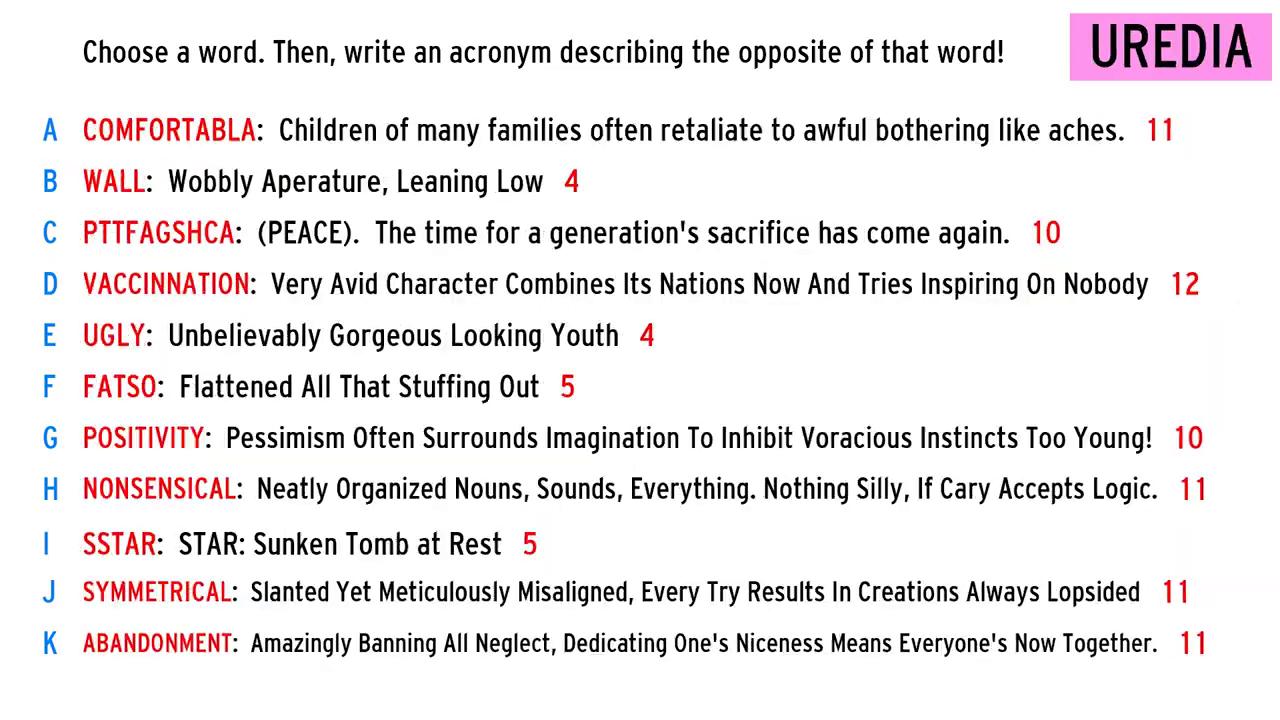 Choose a word. Then, write an acronym describing the opposite of that word!
UREDIA
A COMFORTABLA: Children of many families often retaliate to awful bothering like aches. 11
B WALL: Wobbly Aperature, Leaning Low 4
C PTTFAGSHCA: (PEACE). The time for a generation's sacrifice has come again. 10
D VACCINNATION: Very Avid Character Combines Its Nations Now And Tries Inspiring On Nobody 12
E UGLY: Unbelievably Gorgeous Looking Youth 4
F FATSO: Flattened All That Stuffing Out 5
G POSITIVITY: Pessimism Often Surrounds Imagination To Inhibit Voracious Instincts Too Young! 10
H NONSENSICAL: Neatly Organized Nouns, Sounds, Everything. Nothing Silly, If Cary Accepts Logic. 11
I SSTAR: STAR: Sunken Tomb at Rest 5
J SYMMETRICAL: Slanted Yet Meticulously Misaligned, Every Try Results In Creations Always Lopsided 11
K ABANDONMENT: Amazingly Banning All Neglect, Dedicating One's Niceness Means Everyone's Now Together. 11